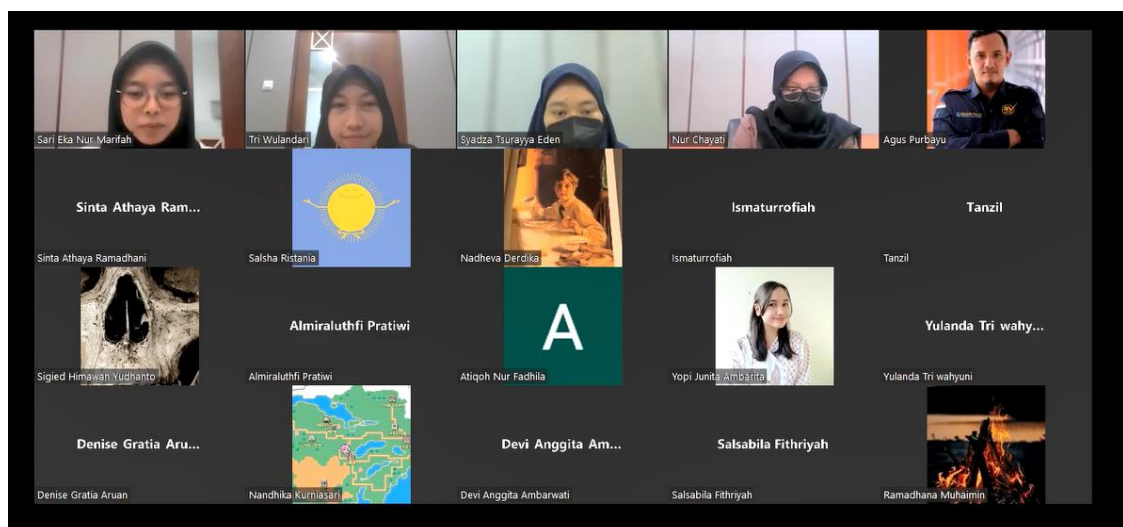 Sari Eka Nur Marifah
Tri Wulandari
Syadza Tsurayya Eden
Nur Chayati
Agus Purbayu
Sinta Athaya Ram...
Sinta Athaya Ramadhani
Salsha Ristania
Nadheva Derdika
Ismaturrofiah
Ismaturrofiah
Tanzil
Tanzil
Sigied Himawan Yudhanto
Almiraluthfi Pratiwi
Almiraluthfi Pratiwi
A
Atiqoh Nur Fadhila
Yopi Junita Ambarita
Yulanda Tri wahy...
Yulanda Tri wahyuni
Denise Gratia Aru...
Denise Gratia Aruan
Nandhika Kurniasari
Devi Anggita Am...
Devi Anggita Ambarwati
Salsabila Fithriyah
Salsabila Fithriyah
Ramadhana Muhaimin